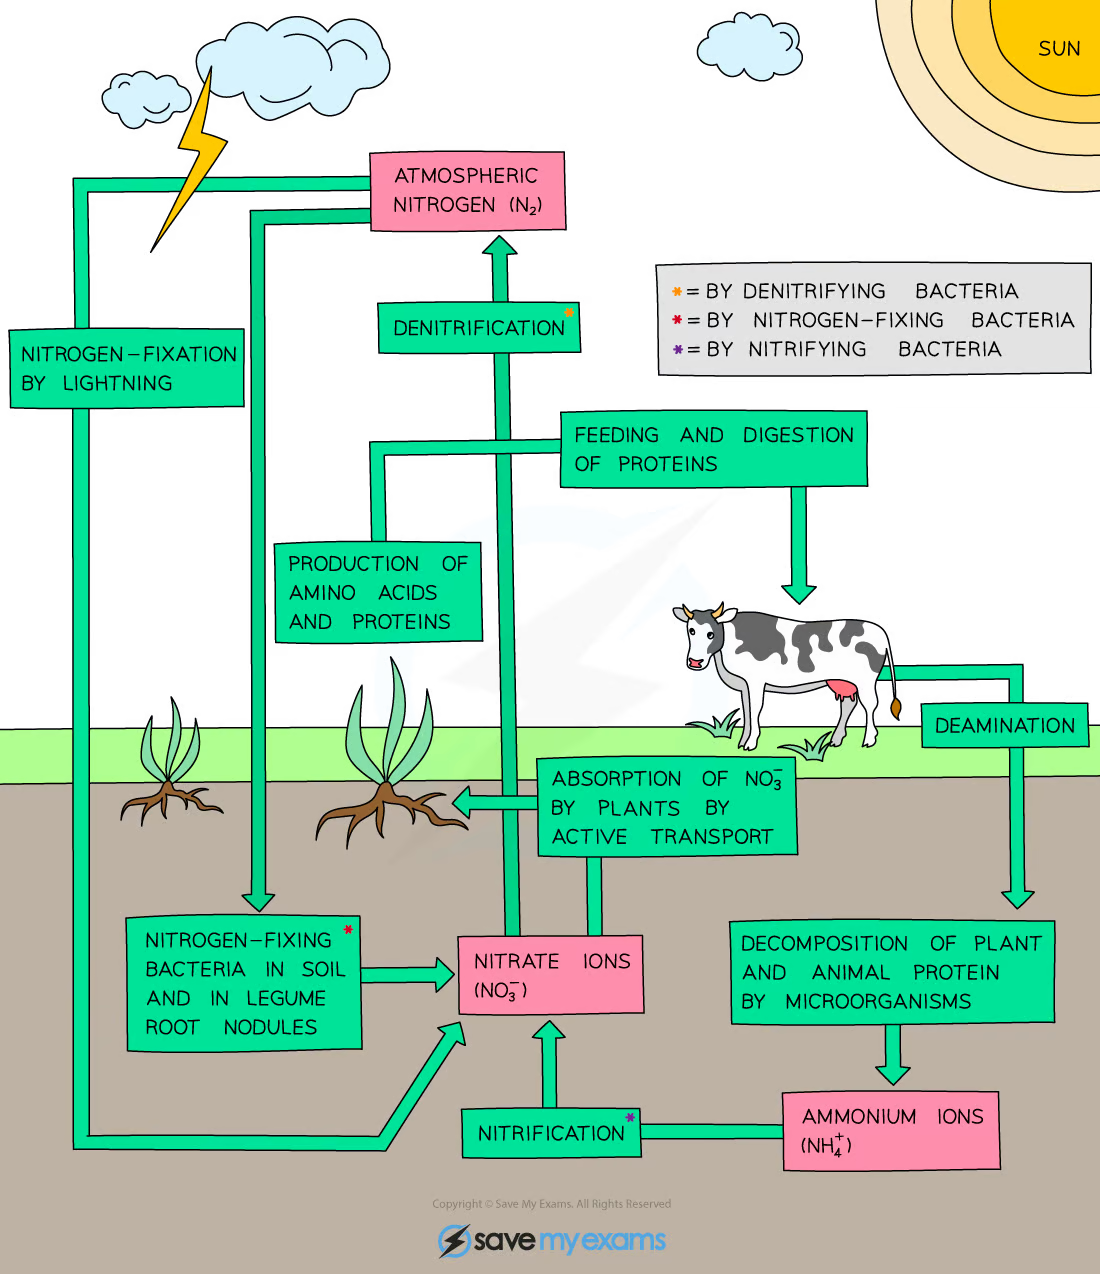 SUN
ATMOSPHERIC
NITROGEN (N₂)
* = BY DENITRIFYING BACTERIA
* = BY NITROGEN-FIXING BACTERIA
* = BY NITRIFYING BACTERIA
DENITRIFICATION*
NITROGEN-FIXATION
BY LIGHTNING
FEEDING AND DIGESTION
OF PROTEINS
PRODUCTION OF
AMINO ACIDS
AND PROTEINS
DEAMINATION
ABSORPTION OF NO₃⁻
BY PLANTS BY
ACTIVE TRANSPORT
NITROGEN-FIXING *
BACTERIA IN SOIL
AND IN LEGUME
ROOT NODULES
NITRATE IONS
(NO₃⁻)
DECOMPOSITION OF PLANT
AND ANIMAL PROTEIN
BY MICROORGANISMS
NITRIFICATION*
AMMONIUM IONS
(NH₄⁺)
Copyright © Save My Exams. All Rights Reserved
save my exams